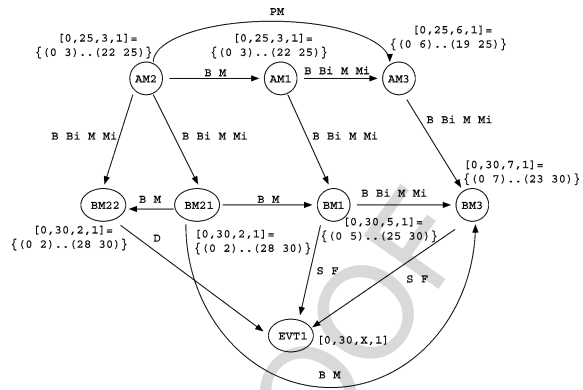 PM
[0,25,3,1]=
{(0 3)..(22 25)}
[0,25,3,1]=
{(0 3)..(22 25)}
[0,25,6,1]=
{(0 6)..(19 25)}
AM2
B M
AM1
B Bi M Mi
AM3
B Bi M Mi
B Bi M Mi
B Bi M Mi
B Bi M Mi
[0,30,7,1]=
{(0 7)..(23 30)}
BM22
B M
BM21
B M
BM1
B Bi M Mi
BM3
[0,30,2,1]=
{(0 2)..(28 30)}
D
[0,30,2,1]=
{(0 2)..(28 30)}
[0,30,5,1]=
{(0 5)..(25 30)}
S F
S F
EVT1
[0,30,X,1]
B M
OOF